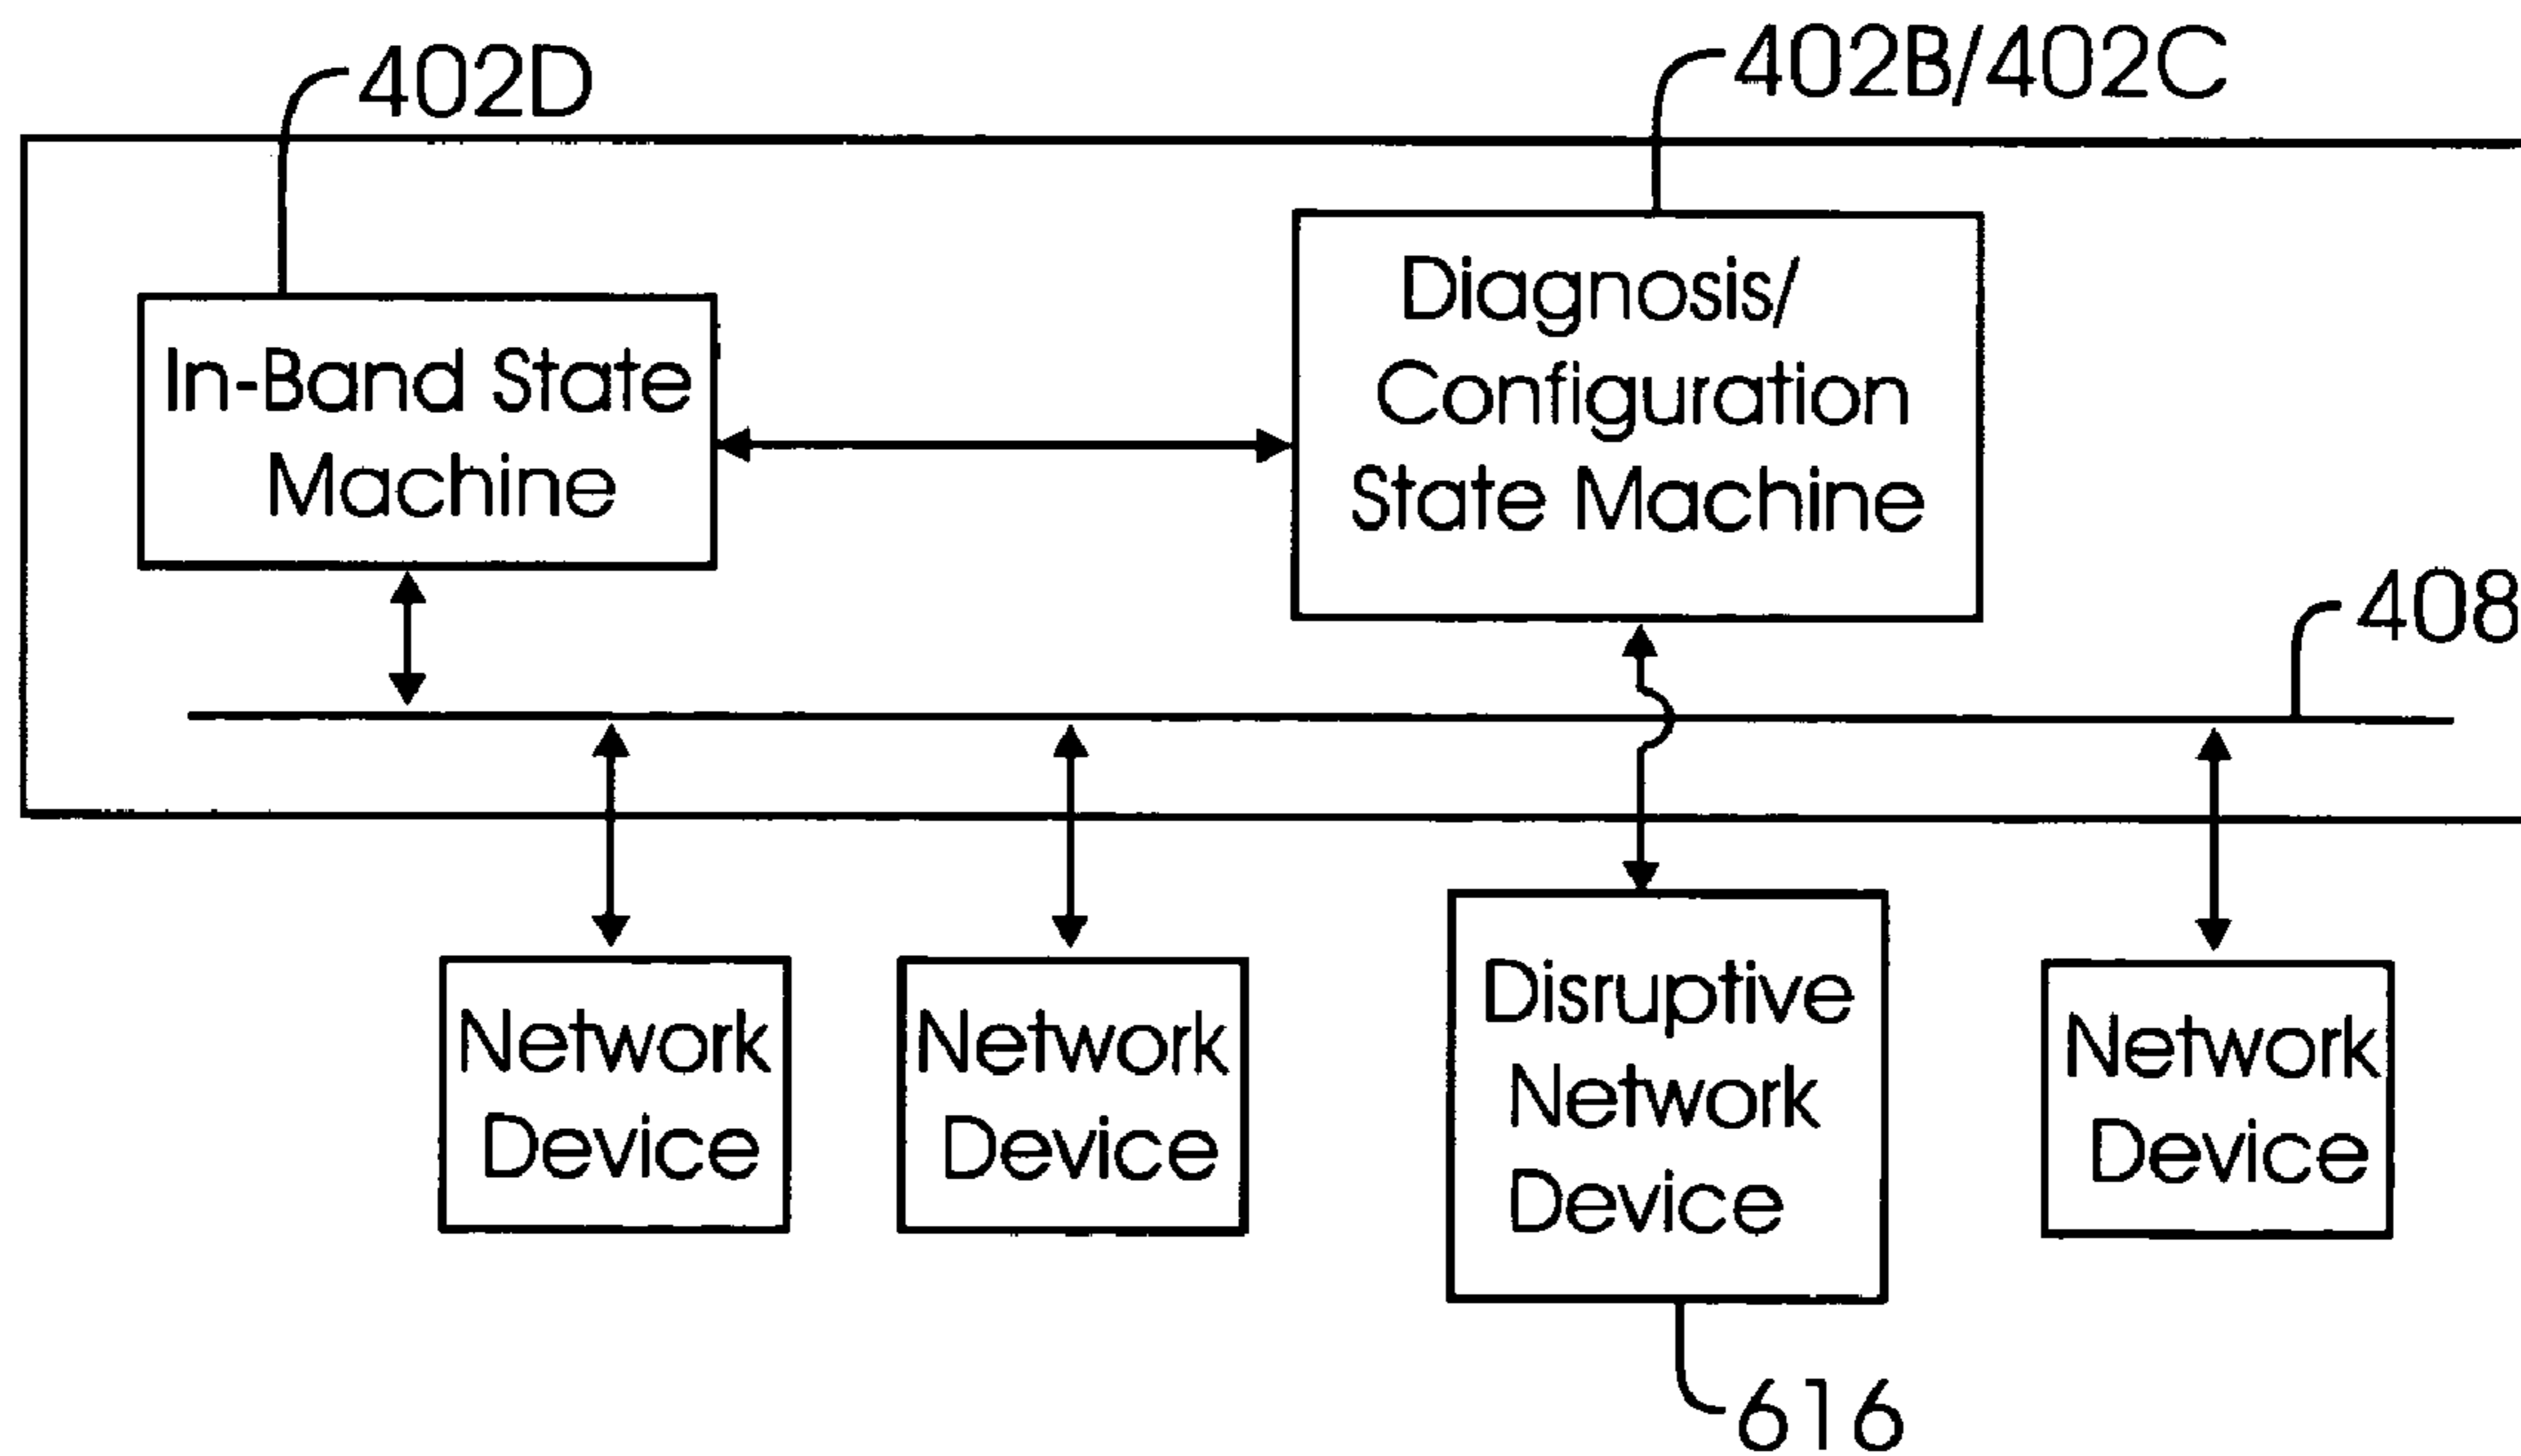 402D
402B/402C
In-Band State
Machine
Diagnosis/
Configuration
State Machine
408
Network
Device
Network
Device
Disruptive
Network
Device
Network
Device
616